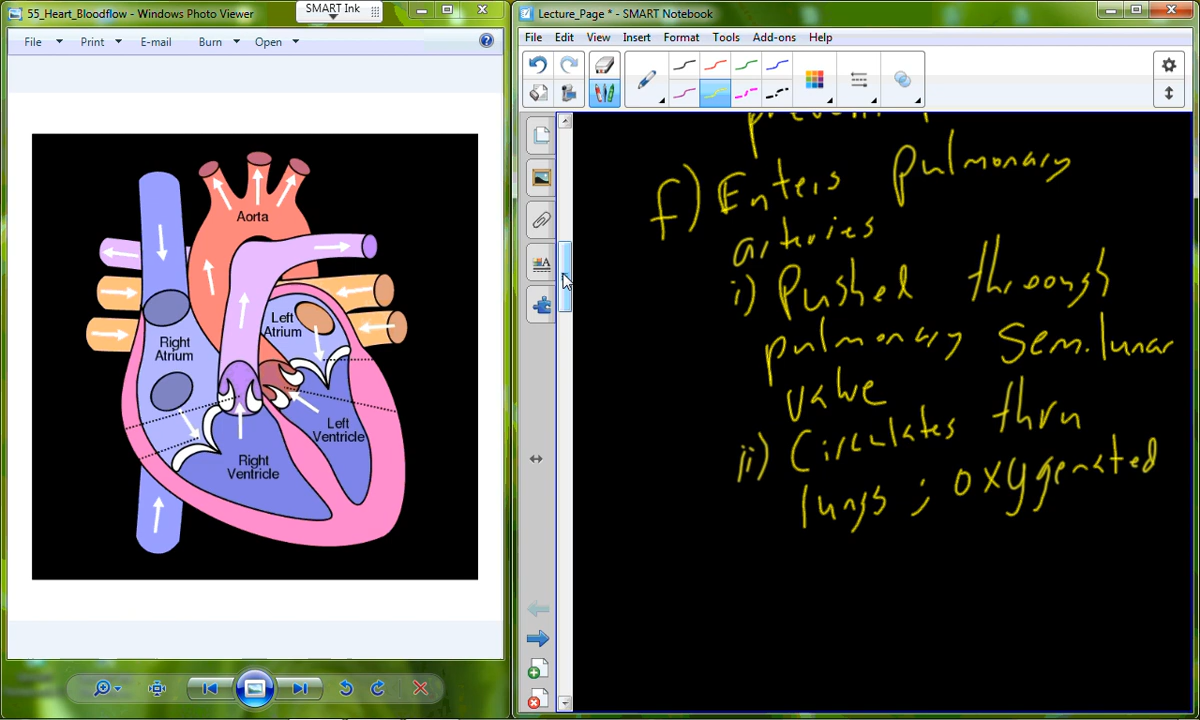 55_Heart_Bloodflow - Windows Photo Viewer
SMART Ink
File Print E-mail Burn Open
Aorta
Left
Atrium
Right
Atrium
Left
Ventricle
Right
Ventricle
Lecture_Page * - SMART Notebook
File Edit View Insert Format Tools Add-ons Help
f) Enters Pulmonary
arteries
i) Pushed through
pulmonary Semilunar
valve
ii) Circulates thru
lungs ; oxygenated